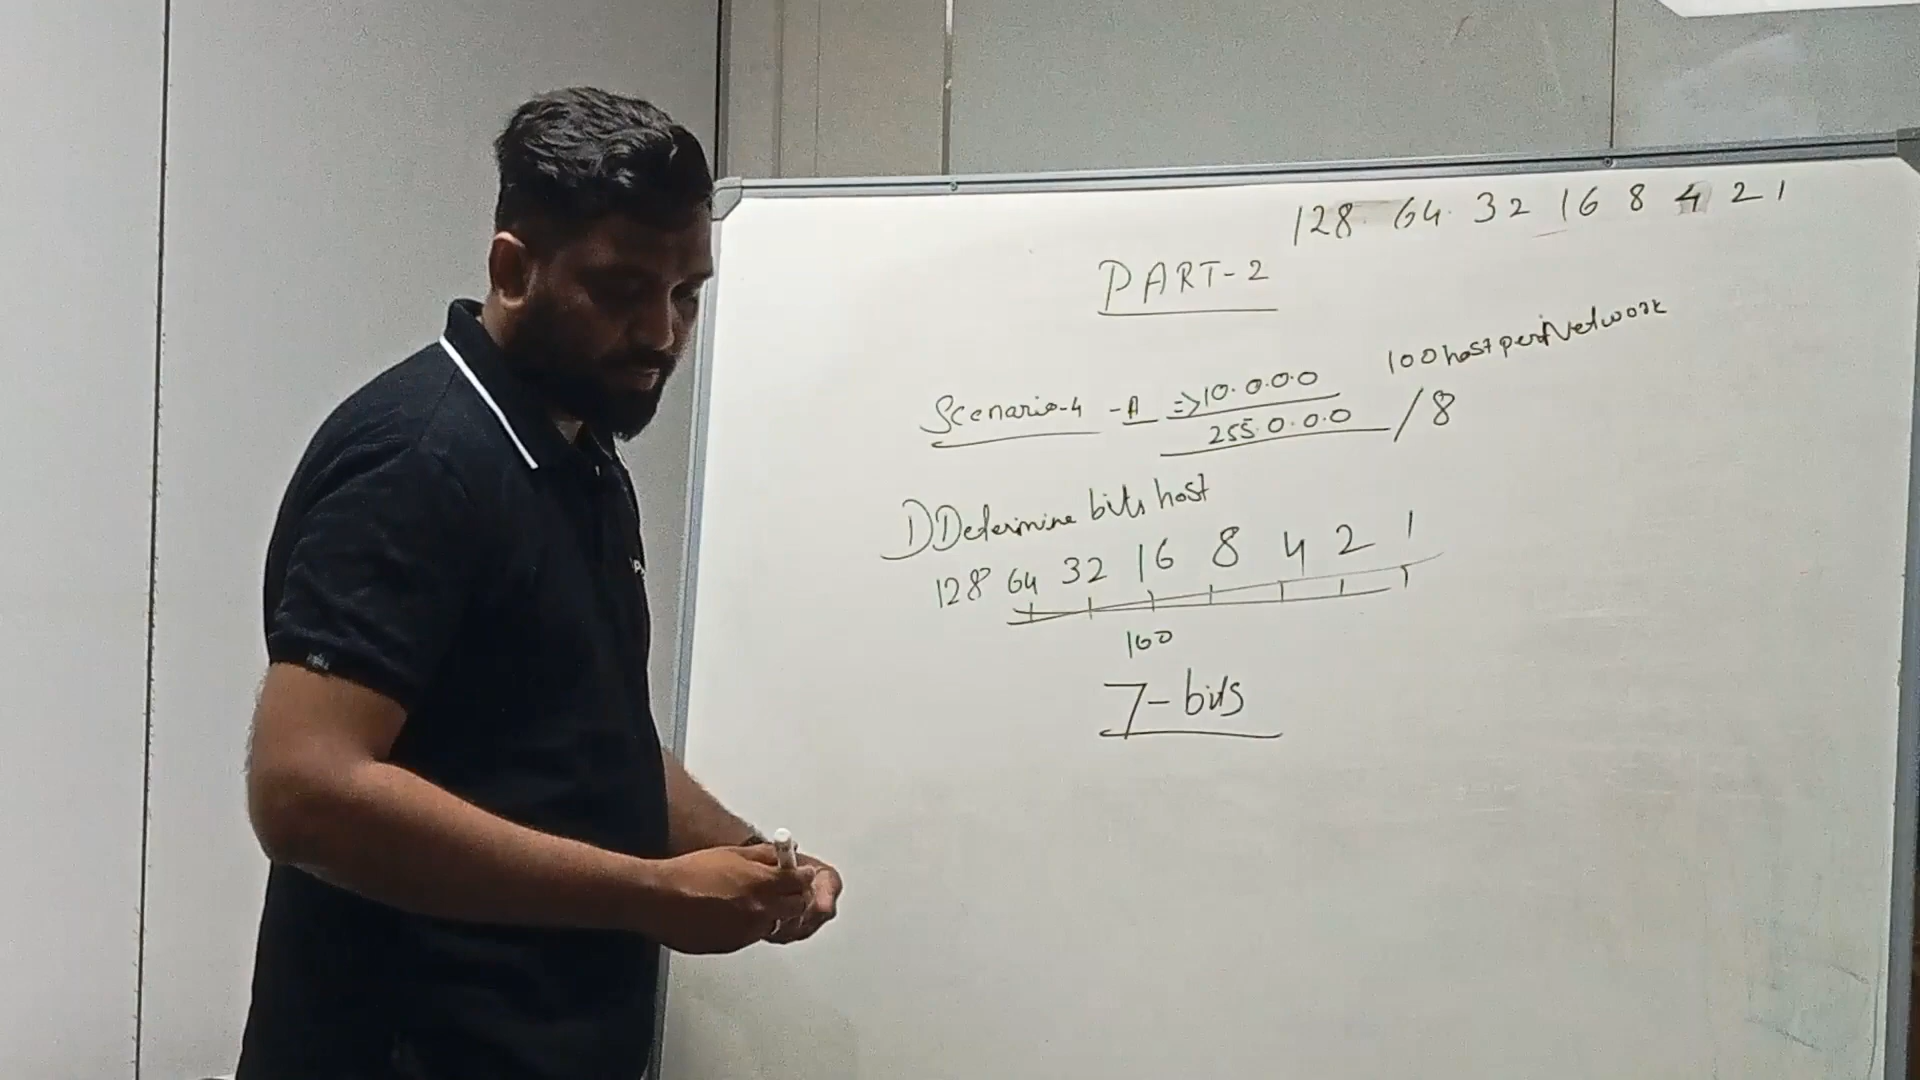 128 64 32 16 8 4 2 1
PART-2
100 host per Network
Scenario-4 -A => 10.0.0.0
255.0.0.0 /8
1) Determine bits host
128 64 32 16 8 4 2 1
100
7-bits